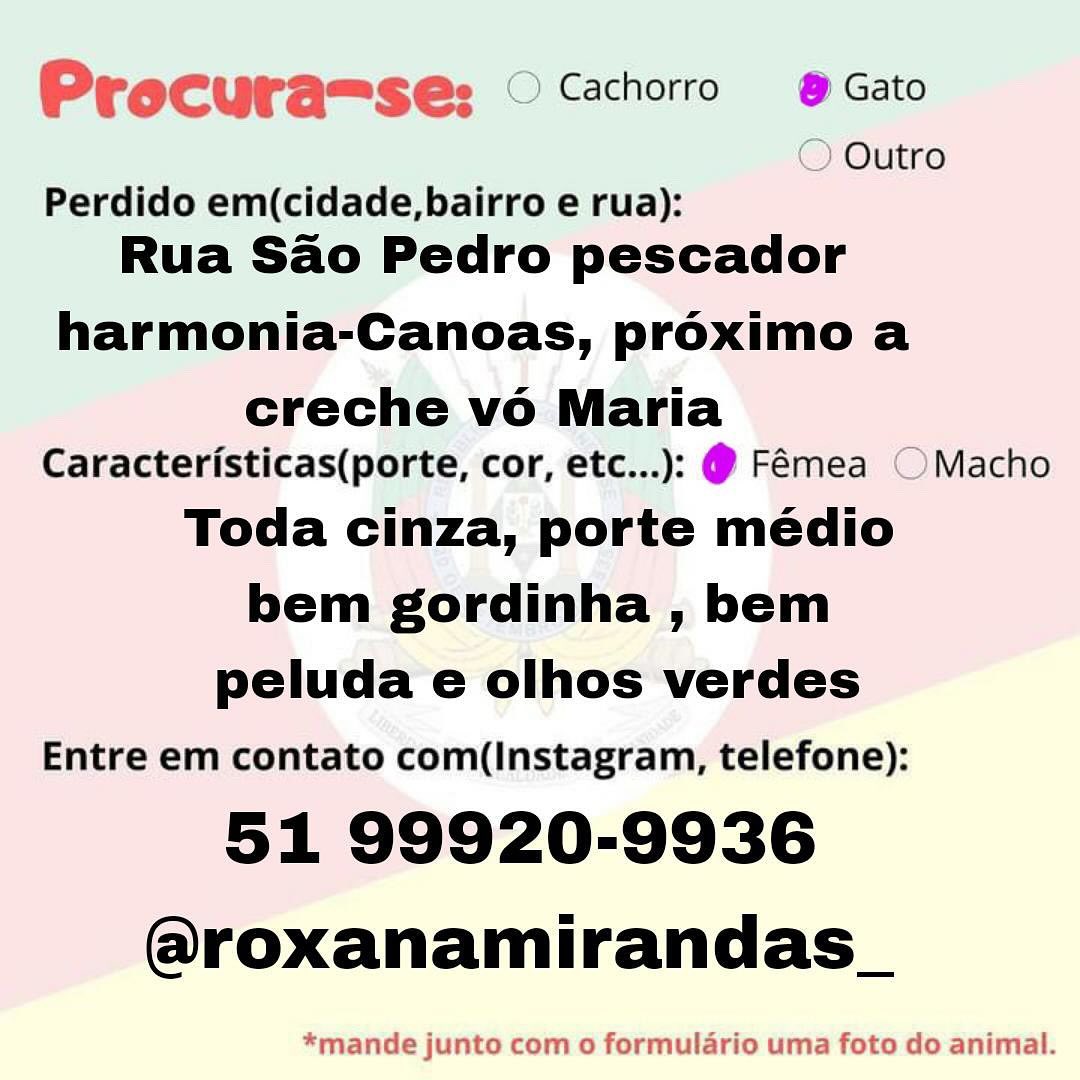 Procura-se: Cachorro Gato
Outro
Perdido em(cidade,bairro e rua):
Rua São Pedro pescador
harmonia-Canoas, próximo a
creche vó Maria
Características(porte, cor, etc...): Fêmea Macho
Toda cinza, porte médio
bem gordinha , bem
peluda e olhos verdes
Entre em contato com(Instagram, telefone):
51 99920-9936
@roxanamirandas_
*mande junto com o formulário uma foto do animal.